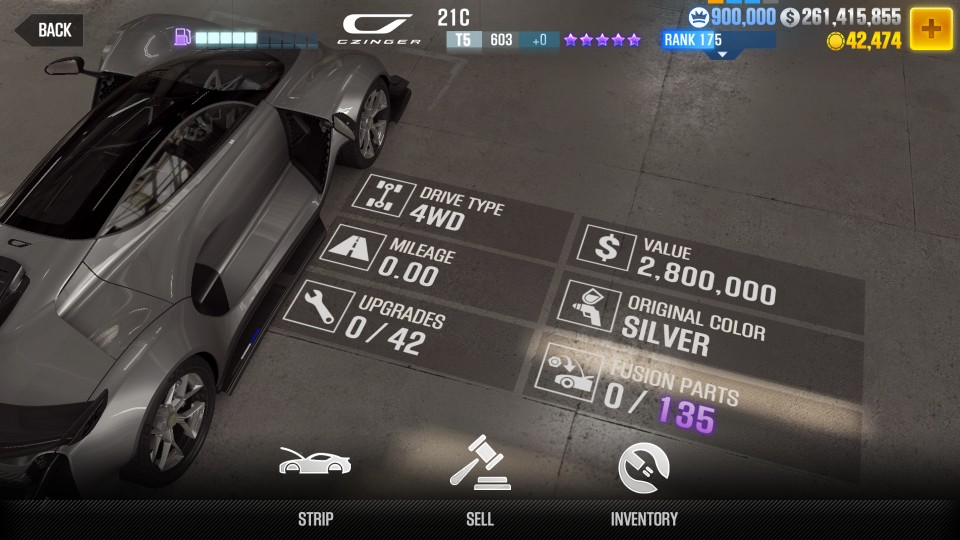 BACK
CZINGER
21C
T5 603 +0
900,000
261,415,855
RANK 175
42,474
DRIVE TYPE
4WD
MILEAGE
0.00
UPGRADES
0/42
VALUE
2,800,000
ORIGINAL COLOR
SILVER
FUSION PARTS
0/135
STRIP
SELL
INVENTORY